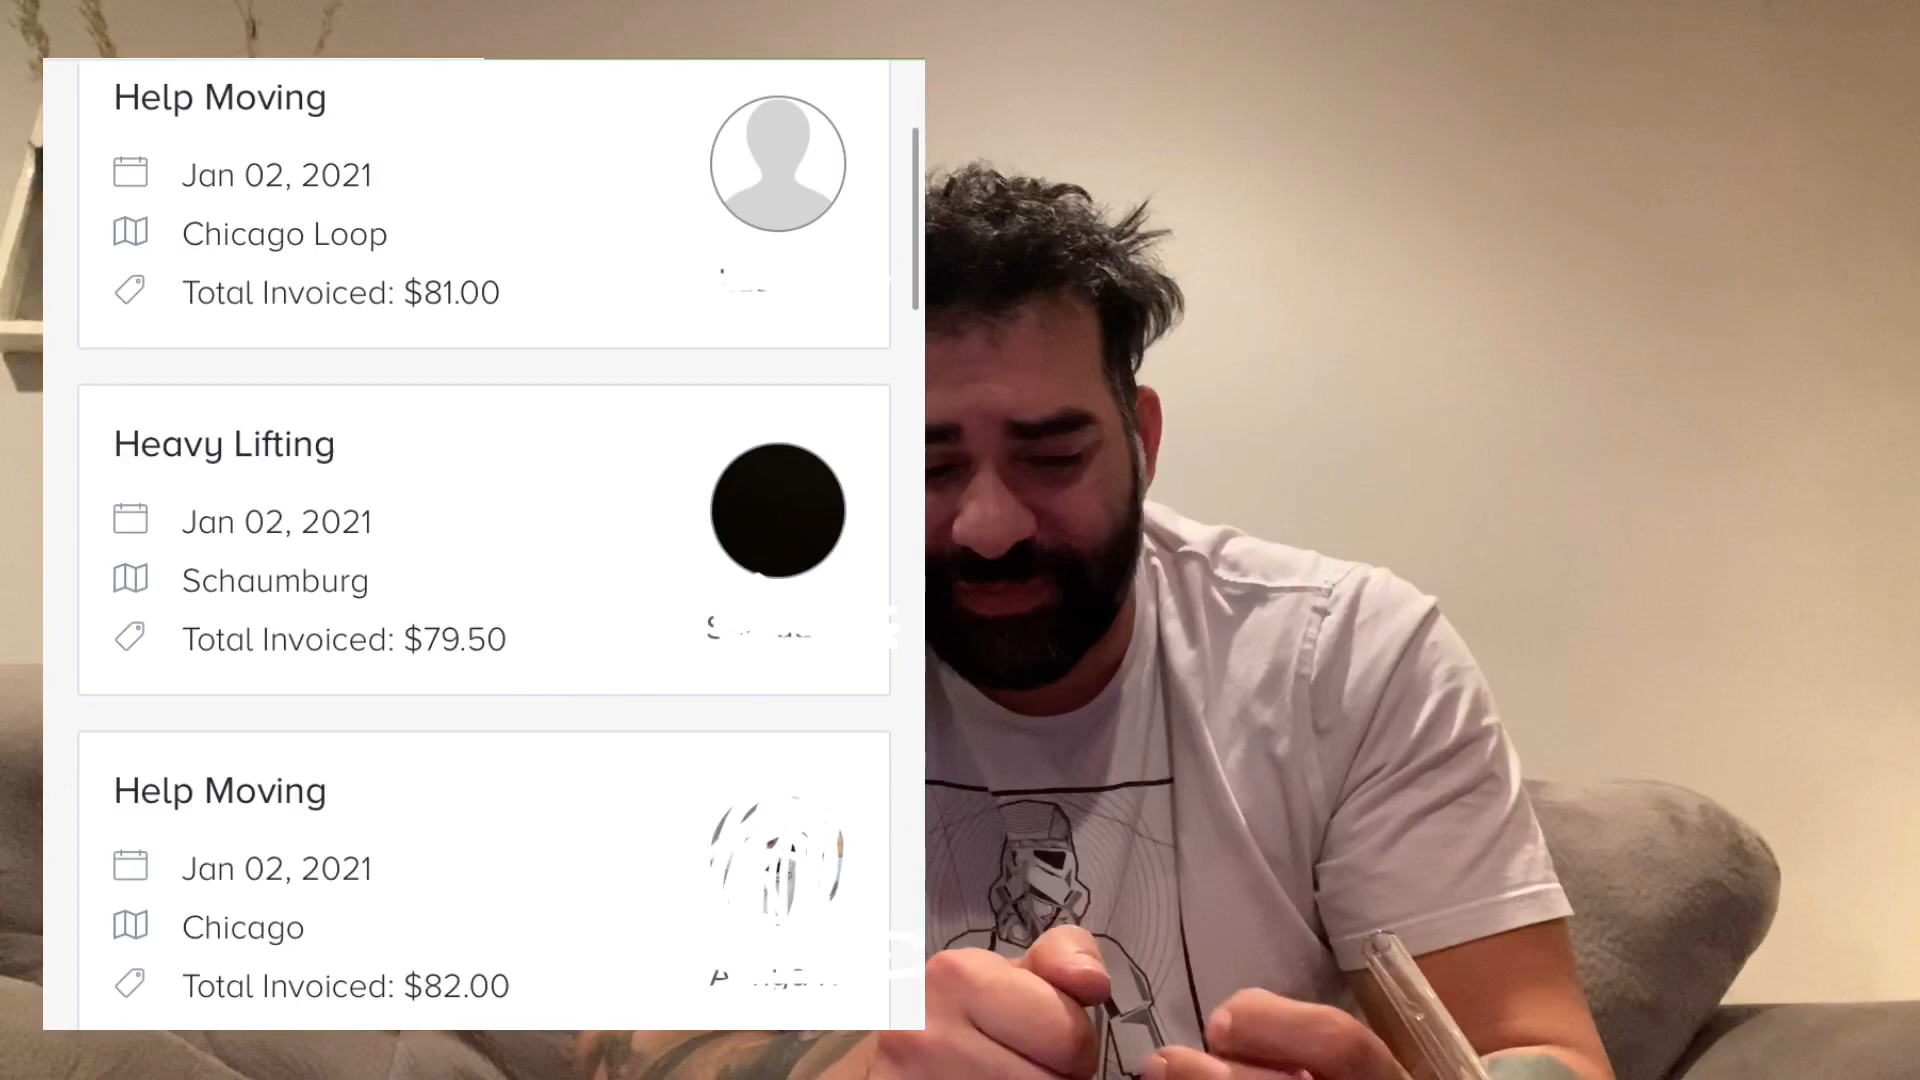 Help Moving
Jan 02, 2021
Chicago Loop
Total Invoiced: $81.00
Heavy Lifting
Jan 02, 2021
Schaumburg
Total Invoiced: $79.50
Help Moving
Jan 02, 2021
Chicago
Total Invoiced: $82.00